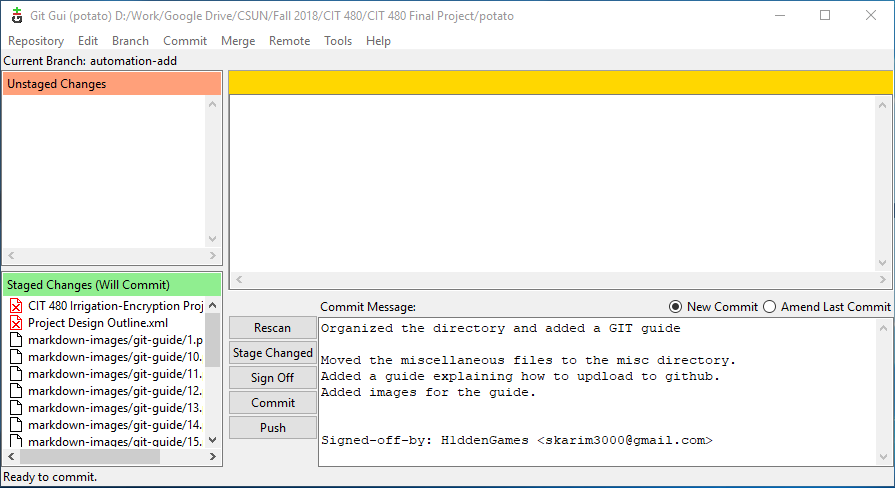 Git Gui (potato) D:/Work/Google Drive/CSUN/Fall 2018/CIT 480/CIT 480 Final Project/potato
Repository Edit Branch Commit Merge Remote Tools Help
Current Branch: automation-add
Unstaged Changes
Staged Changes (Will Commit)
CIT 480 Irrigation-Encryption Proj
Project Design Outline.xml
markdown-images/git-guide/1.p
markdown-images/git-guide/10.
markdown-images/git-guide/11.
markdown-images/git-guide/12.
markdown-images/git-guide/13.
markdown-images/git-guide/14.
markdown-images/git-guide/15.
Rescan
Stage Changed
Sign Off
Commit
Push
Commit Message:
New Commit
Amend Last Commit
Organized the directory and added a GIT guide
Moved the miscellaneous files to the misc directory.
Added a guide explaining how to updload to github.
Added images for the guide.
Signed-off-by: H1ddenGames <skarim3000@gmail.com>
Ready to commit.